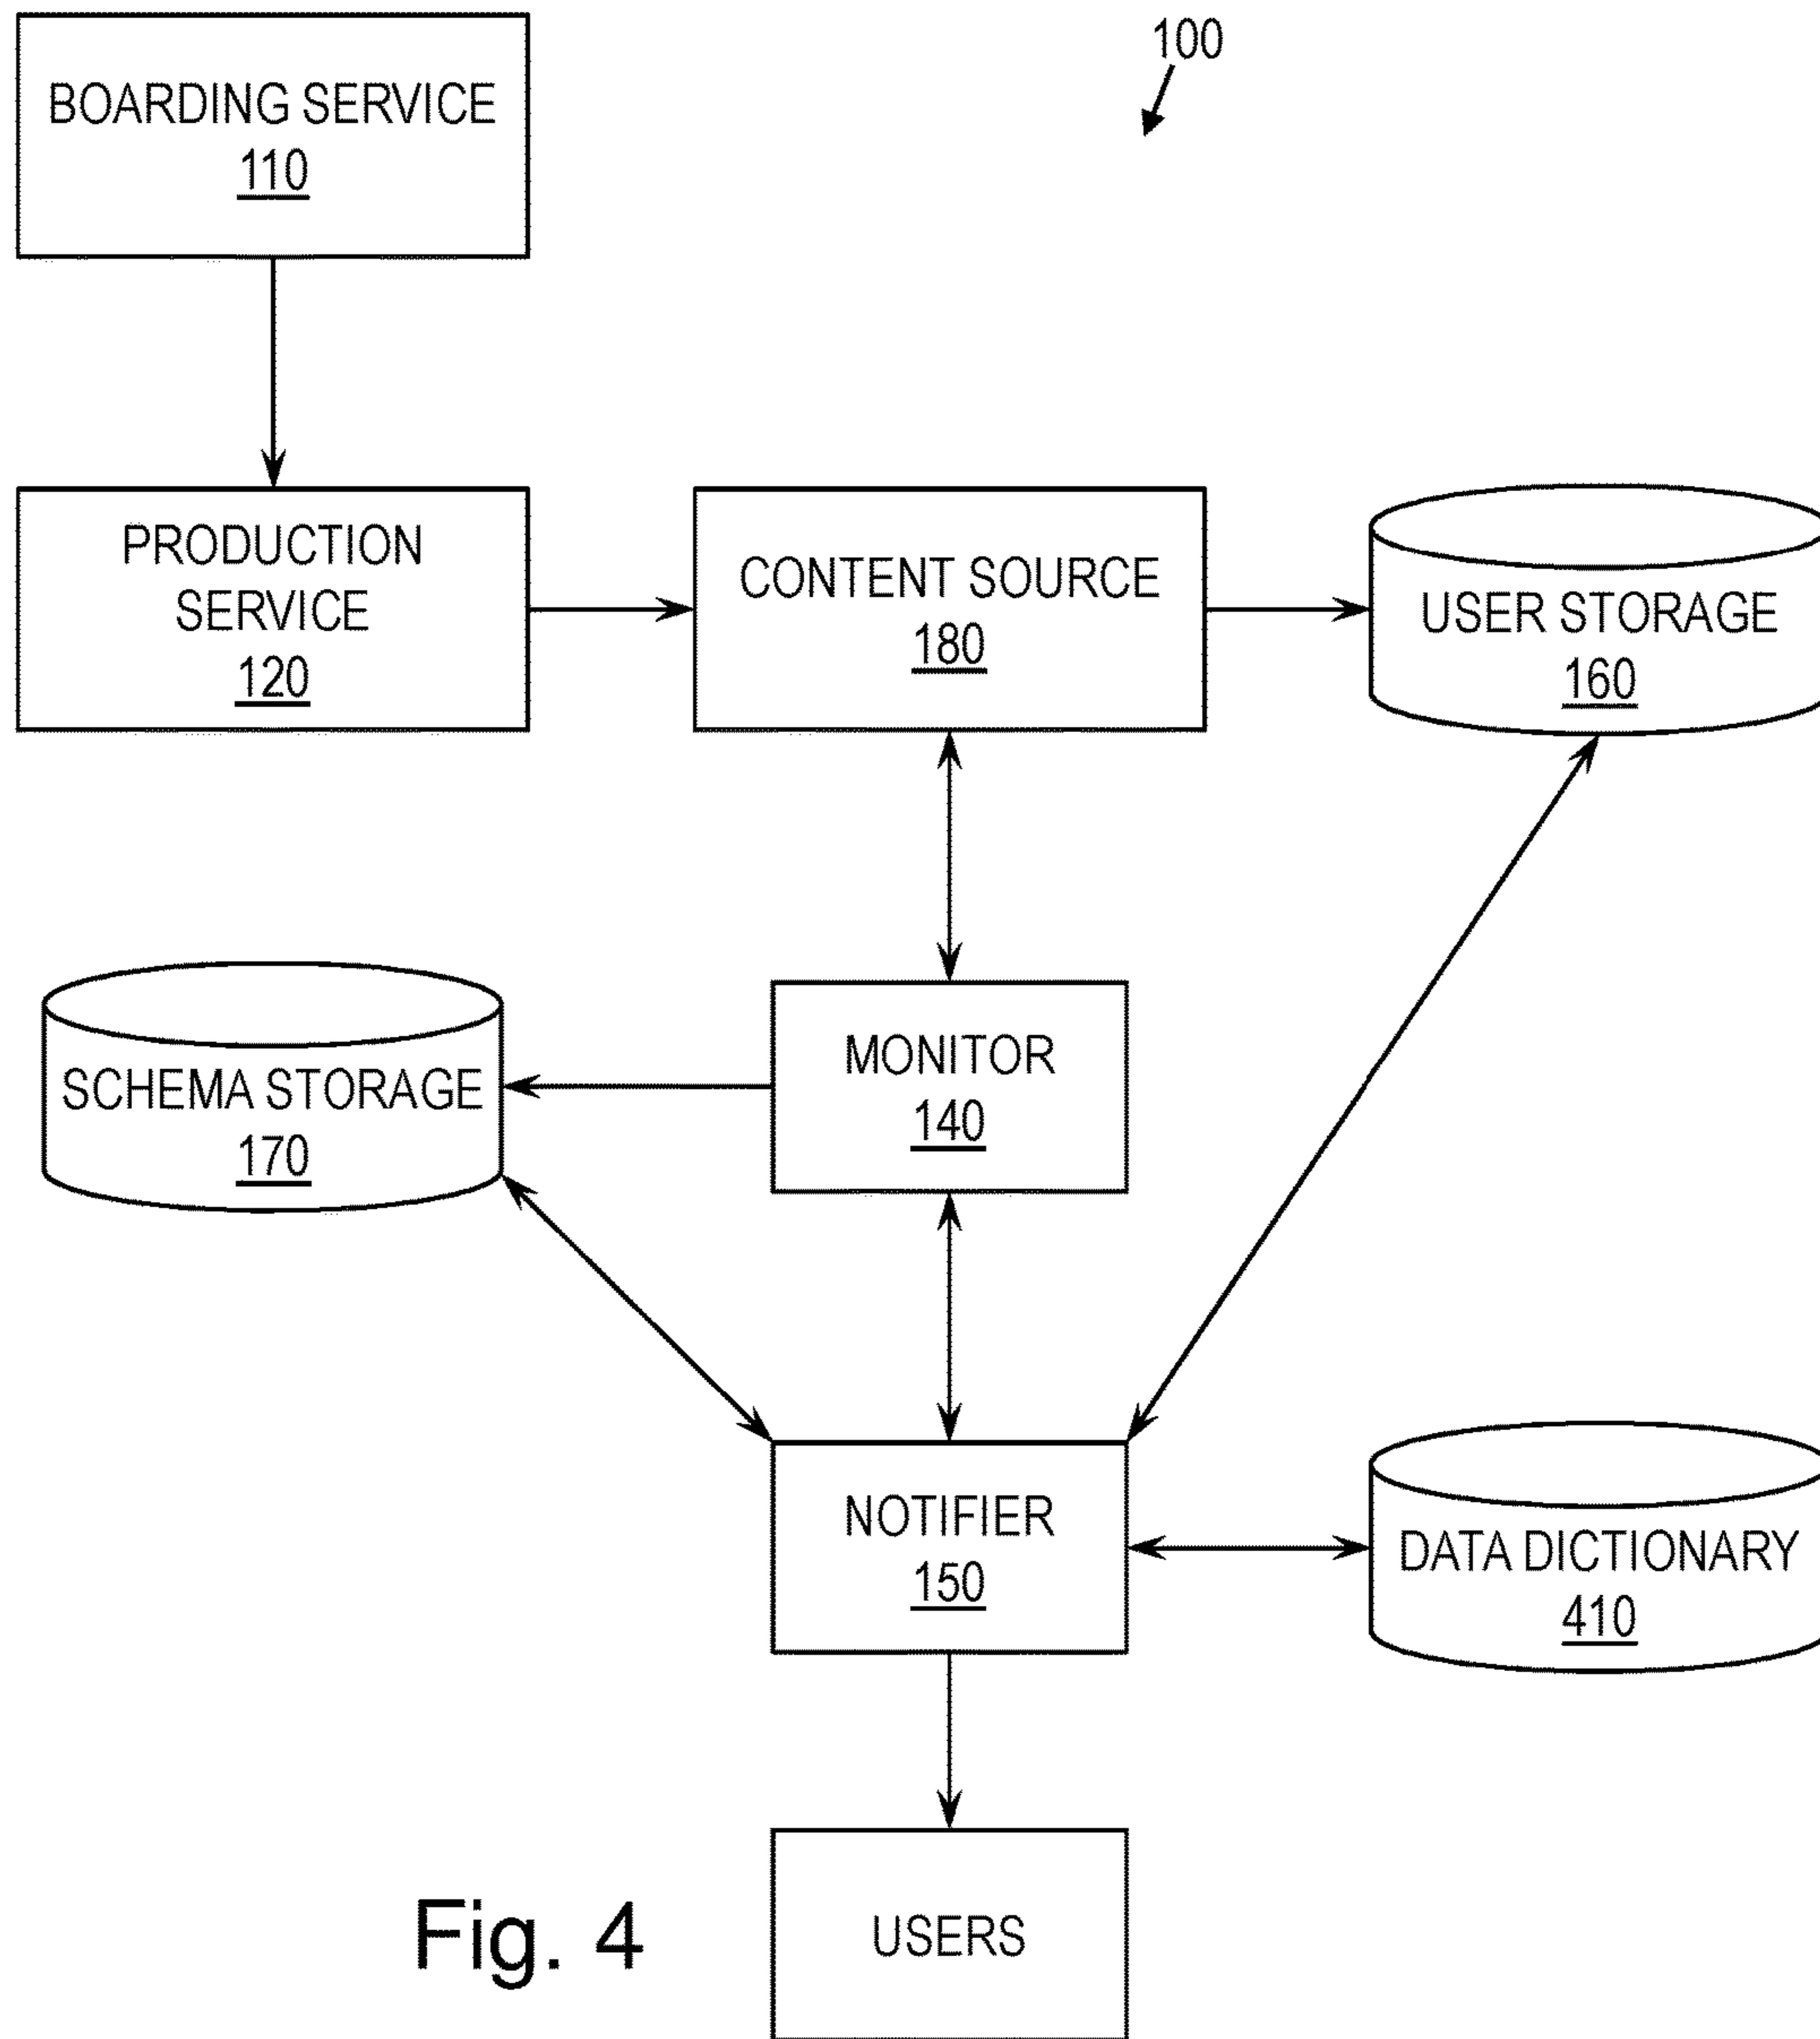 100
BOARDING SERVICE
110
PRODUCTION
SERVICE
120
CONTENT SOURCE
180
USER STORAGE
160
SCHEMA STORAGE
170
MONITOR
140
NOTIFIER
150
DATA DICTIONARY
410
USERS
Fig. 4